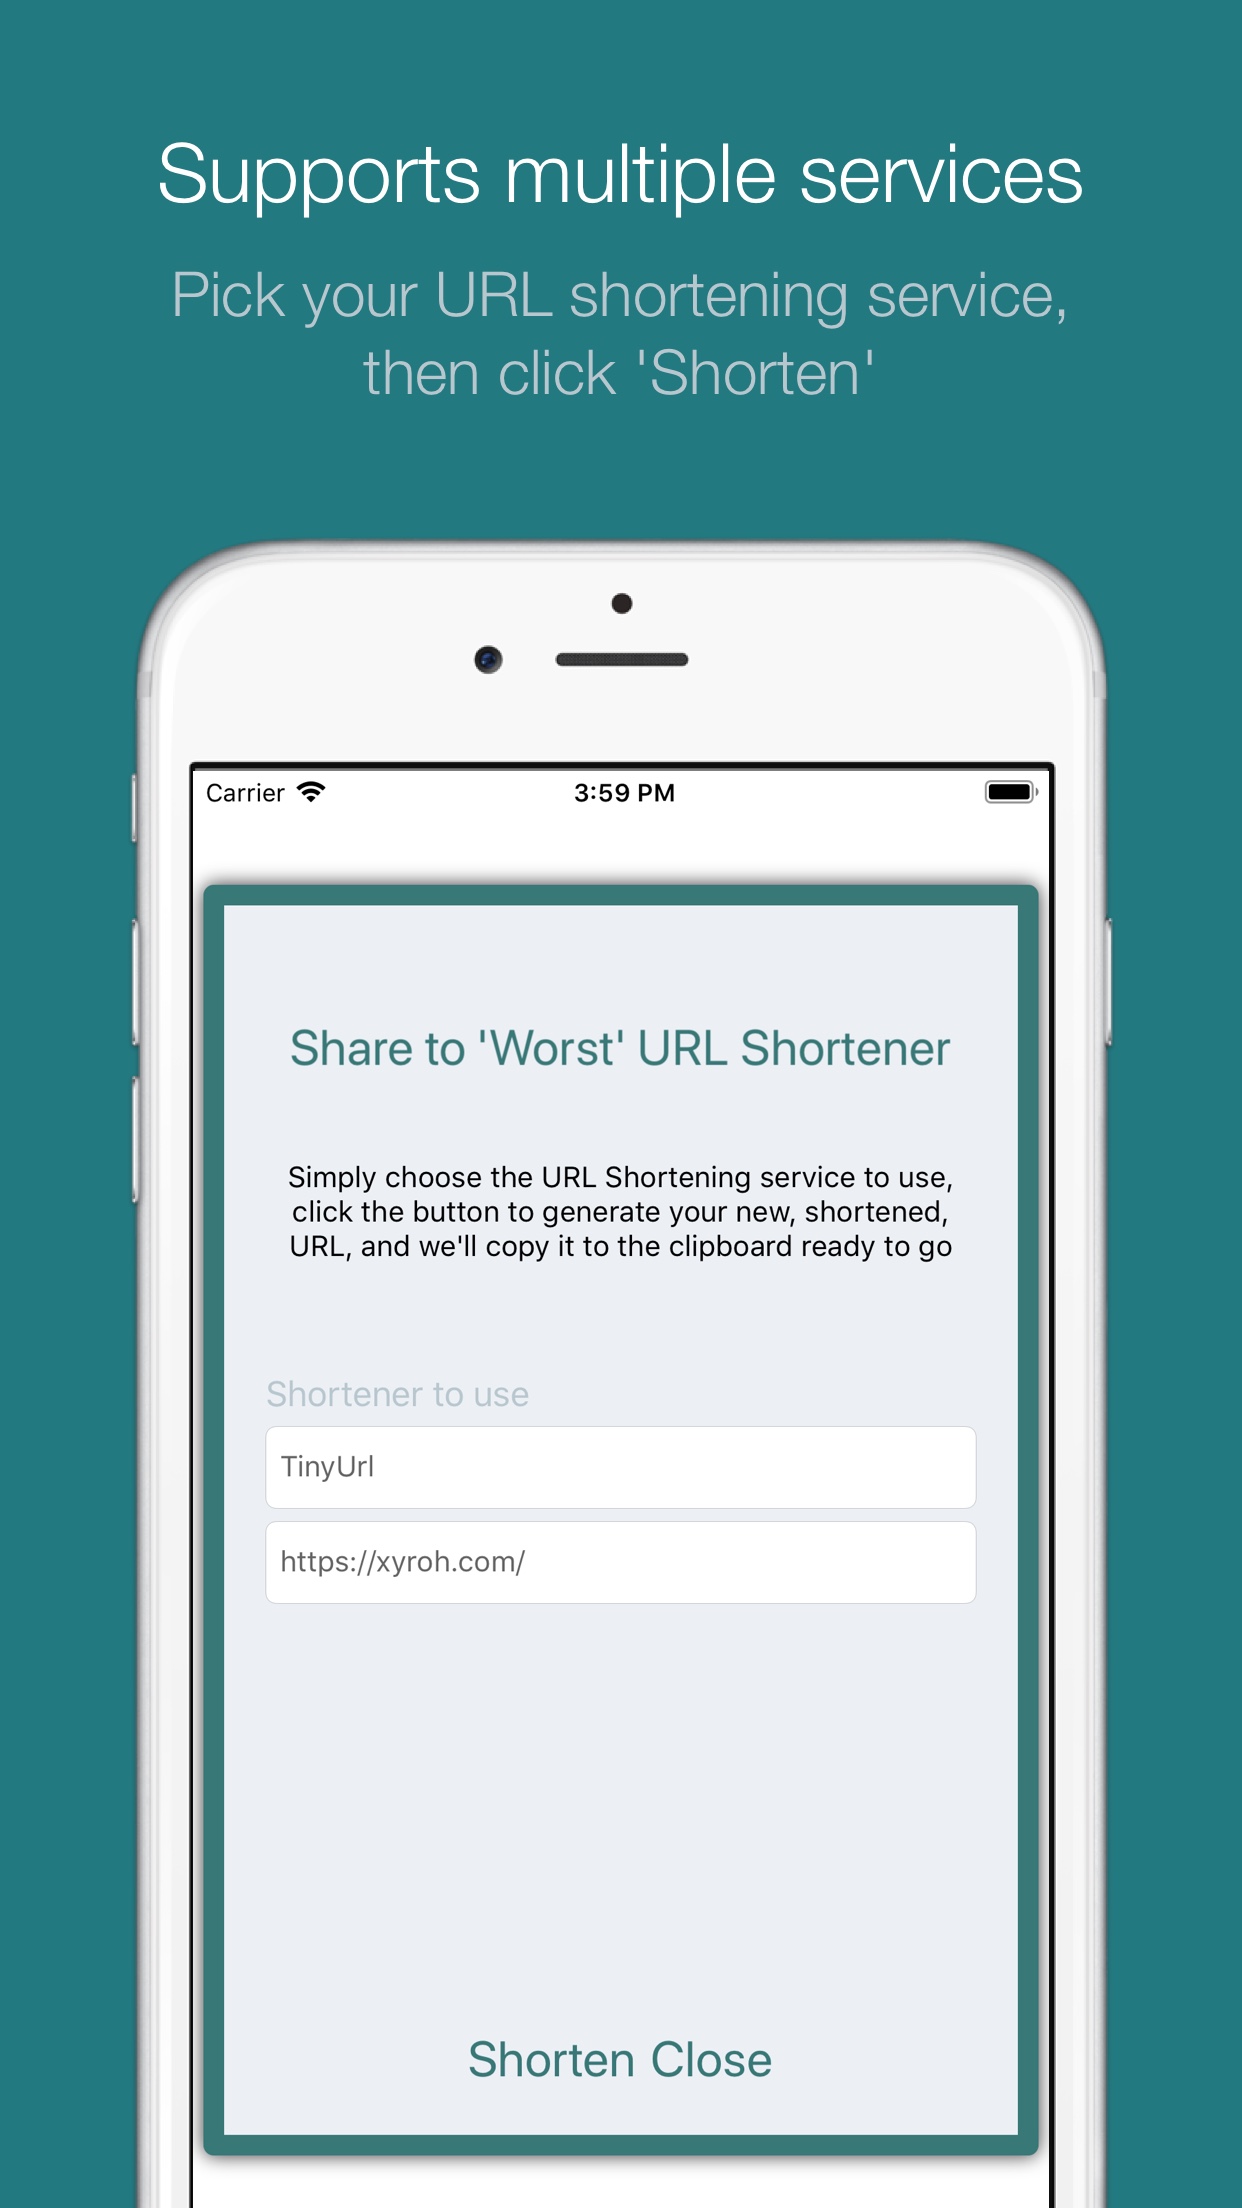 Supports multiple services
Pick your URL shortening service,
then click 'Shorten'
Carrier 3:59 PM
Share to 'Worst' URL Shortener
Simply choose the URL Shortening service to use,
click the button to generate your new, shortened,
URL, and we'll copy it to the clipboard ready to go
Shortener to use
TinyUrl
https://xyroh.com/
Shorten Close